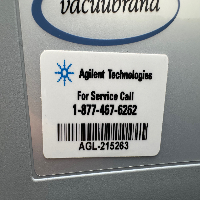 vacuubrand
Agilent Technologies
For Service Call
1-877-467-6262
AGL-215263